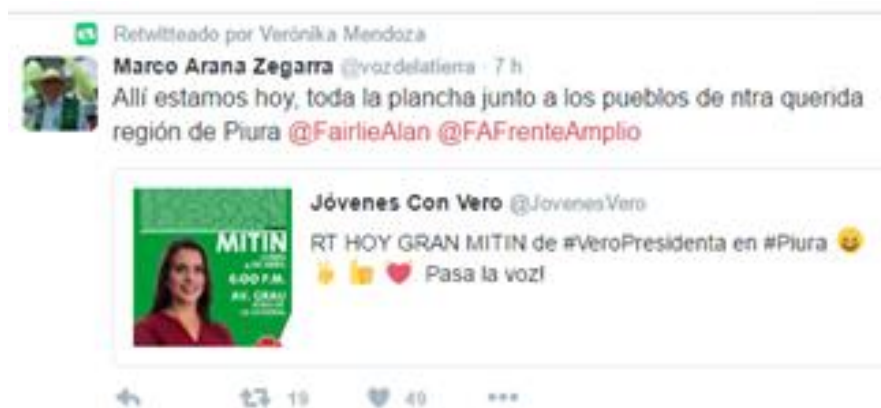 Retwitteado por Verónika Mendoza
Marco Arana Zegarra @vozdelatierra · 7 h
Allí estamos hoy, toda la plancha junto a los pueblos de ntra querida
región de Piura @FairlieAlan @FAFrenteAmplio
Jóvenes Con Vero @JovenesVero
RT HOY GRAN MITIN de #VeroPresidenta en #Piura 😄
👏 👍 ❤️ Pasa la voz!
MITIN
6:00 P.M.
AV. GRAU
19 49